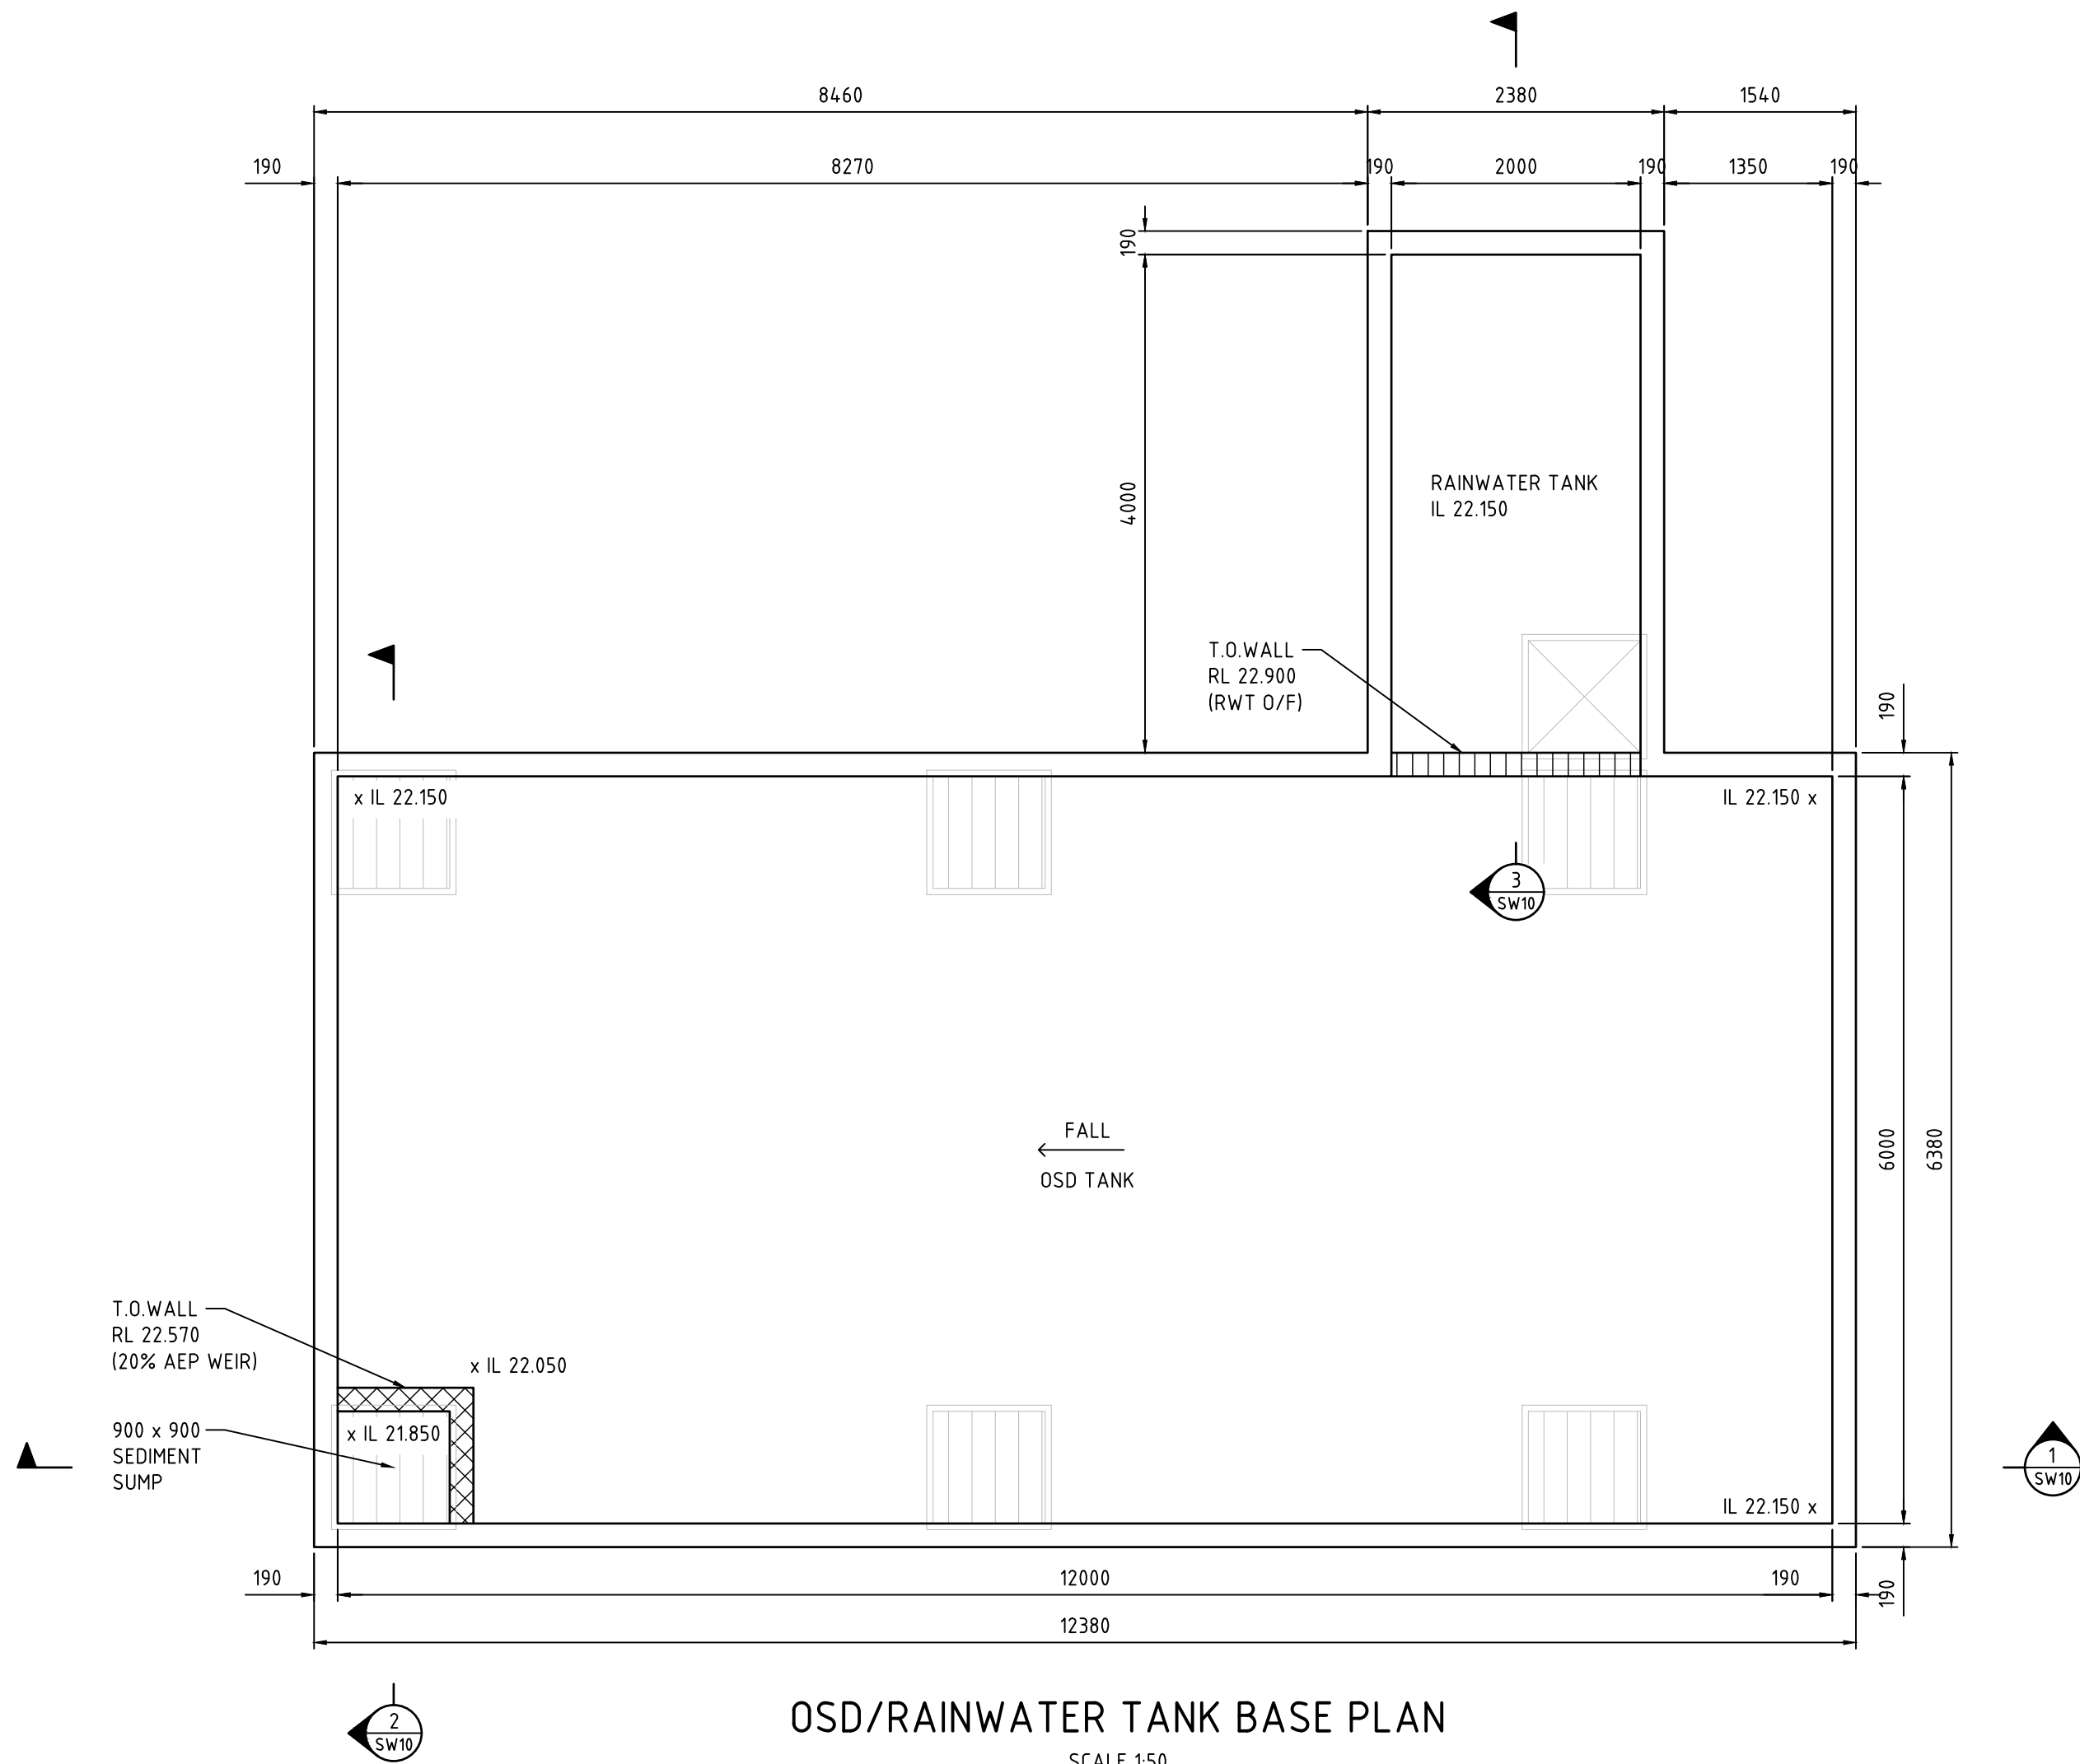 8460
2380
1540
190
8270
190
2000
190
1350
190
190
4000
RAINWATER TANK
IL 22.150
T.O.WALL
RL 22.900
(RWT O/F)
190
x IL 22.150
IL 22.150 x
3
SW10
FALL
OSD TANK
6000
6380
T.O.WALL
RL 22.570
(20% AEP WEIR)
x IL 22.050
900 x 900
SEDIMENT
SUMP
x IL 21.850
1
SW10
IL 22.150 x
190
12000
190
190
12380
2
SW10
OSD/RAINWATER TANK BASE PLAN
SCALE 1:50